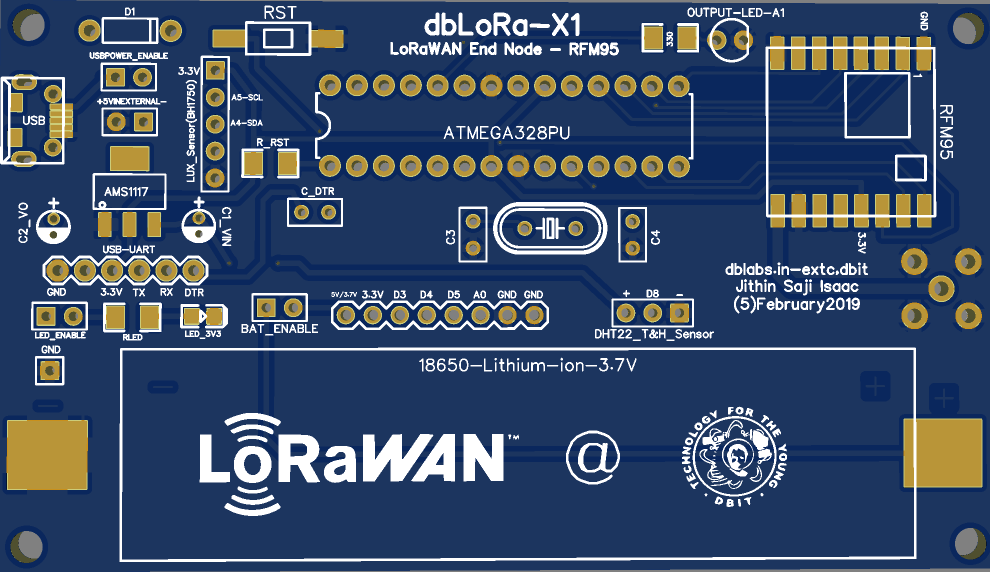 D1
RST
dbLoRa-X1
LoRaWAN End Node - RFM95
330
OUTPUT-LED-A1
GND
1
USBPOWER_ENABLE
+5VINEXTERNAL-
USB
3.3V
A5-SCL
A4-SDA
LUX_Sensor(BH1750)
R_RST
ATMEGA328PU
RFM95
AMS1117
C_DTR
C2_V0
+
C1_VIN
+
C3
C4
3.3V
USB-UART
GND 3.3V TX RX DTR
dblabs.in-extc.dbit
Jithin Saji Isaac
(5)February2019
5V/3.7V 3.3V D3 D4 D5 A0 GND GND
+ D8 -
LED_ENABLE
RLED
LED_3V3
BAT_ENABLE
DHT22_T&H_Sensor
GND
18650-Lithium-ion-3.7V
LoRaWAN™
@
TECHNOLOGY FOR THE YOUNG
· DBIT ·